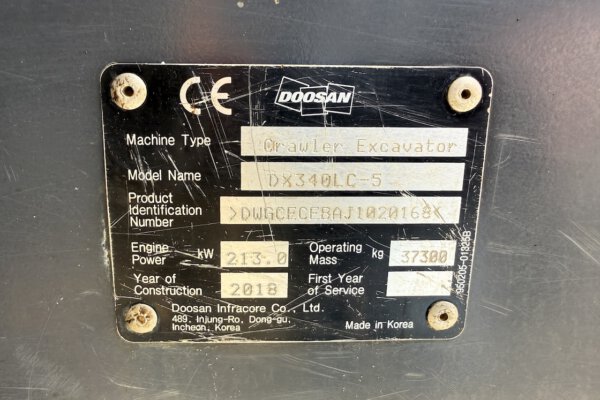 CE DOOSAN
Machine Type Crawler Excavator
Model Name DX340LC-5
Product
Identification >DWGCECEBAJ1020168<
Number
Engine Power kW 213.0 Operating Mass kg 37300
Year of Construction 2018 First Year of Service
Doosan Infracore Co., Ltd.
489, Injung-Ro, Dong-gu,
Incheon, Korea Made in Korea
950205-01325B